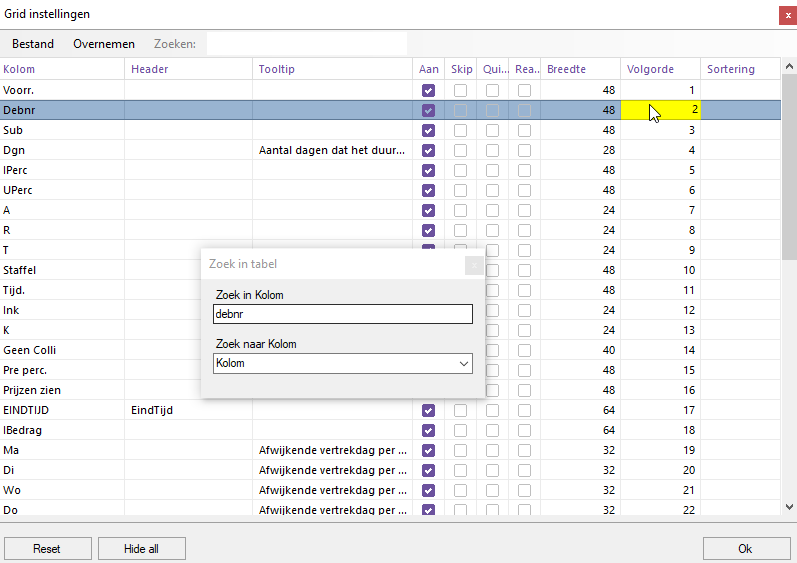 Grid instellingen
x
Bestand Overnemen Zoeken:
Kolom Header Tooltip Aan Skip Qui... Rea... Breedte Volgorde Sortering
Voorr. 48 1
Debnr 48 2
Sub 48 3
Dgn Aantal dagen dat het duur... 28 4
IPerc 48 5
UPerc 48 6
A 24 7
R 24 8
T 24 9
Staffel 48 10
Tijd. 48 11
Ink 24 12
K 24 13
Geen Colli 40 14
Pre perc. 48 15
Prijzen zien 48 16
EINDTIJD EindTijd 64 17
IBedrag 64 18
Ma Afwijkende vertrekdag per ... 32 19
Di Afwijkende vertrekdag per ... 32 20
Wo Afwijkende vertrekdag per ... 32 21
Do Afwijkende vertrekdag per ... 32 22
Zoek in tabel
x
Zoek in Kolom
debnr
Zoek naar Kolom
Kolom
Reset Hide all Ok